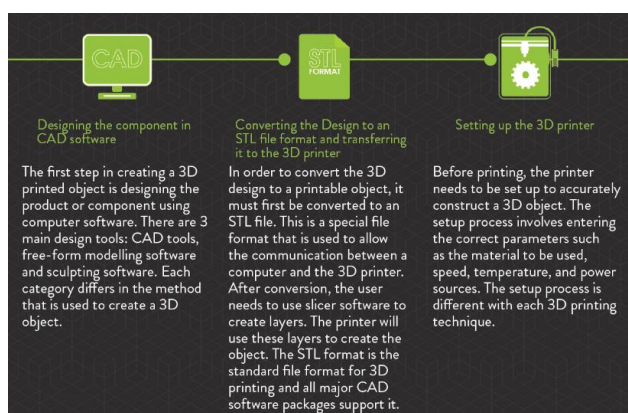 CAD
STL
FORMAT
Designing the component in
CAD software
The first step in creating a 3D
printed object is designing the
product or component using
computer software. There are 3
main design tools: CAD tools,
free-form modelling software
and sculpting software. Each
category differs in the method
that is used to create a 3D
object.
Converting the Design to an
STL file format and transferring
it to the 3D printer
In order to convert the 3D
design to a printable object, it
must first be converted to an
STL file. This is a special file
format that is used to allow
the communication between a
computer and the 3D printer.
After conversion, the user
needs to use slicer software to
create layers. The printer will
use these layers to create the
object. The STL format is the
standard file format for 3D
printing and all major CAD
software packages support it.
Setting up the 3D printer
Before printing, the printer
needs to be set up to accurately
construct a 3D object. The
setup process involves entering
the correct parameters such
as the material to be used,
speed, temperature, and power
sources. The setup process is
different with each 3D printing
technique.